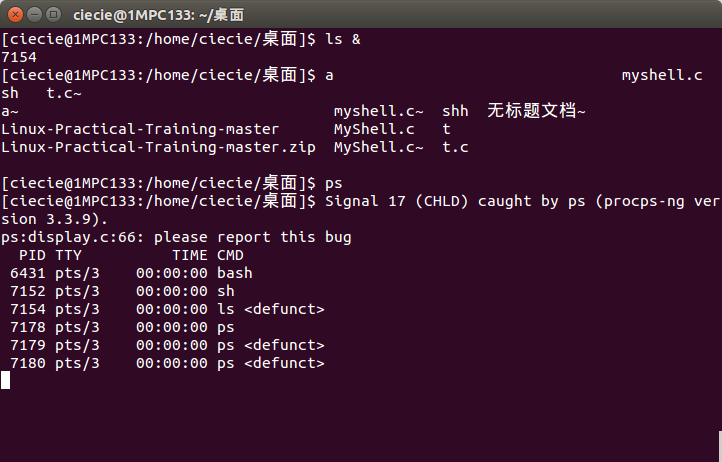 ciecie@1MPC133: ~/桌面
[ciecie@1MPC133:/home/ciecie/桌面]$ ls &
7154
[ciecie@1MPC133:/home/ciecie/桌面]$ a                                myshell.c
sh   t.c~
a~                                   myshell.c~  shh  无标题文档~
Linux-Practical-Training-master      MyShell.c   t
Linux-Practical-Training-master.zip  MyShell.c~  t.c

[ciecie@1MPC133:/home/ciecie/桌面]$ ps
[ciecie@1MPC133:/home/ciecie/桌面]$ Signal 17 (CHLD) caught by ps (procps-ng ver
sion 3.3.9).
ps:display.c:66: please report this bug
  PID TTY          TIME CMD
 6431 pts/3    00:00:00 bash
 7152 pts/3    00:00:00 sh
 7154 pts/3    00:00:00 ls <defunct>
 7178 pts/3    00:00:00 ps
 7179 pts/3    00:00:00 ps <defunct>
 7180 pts/3    00:00:00 ps <defunct>